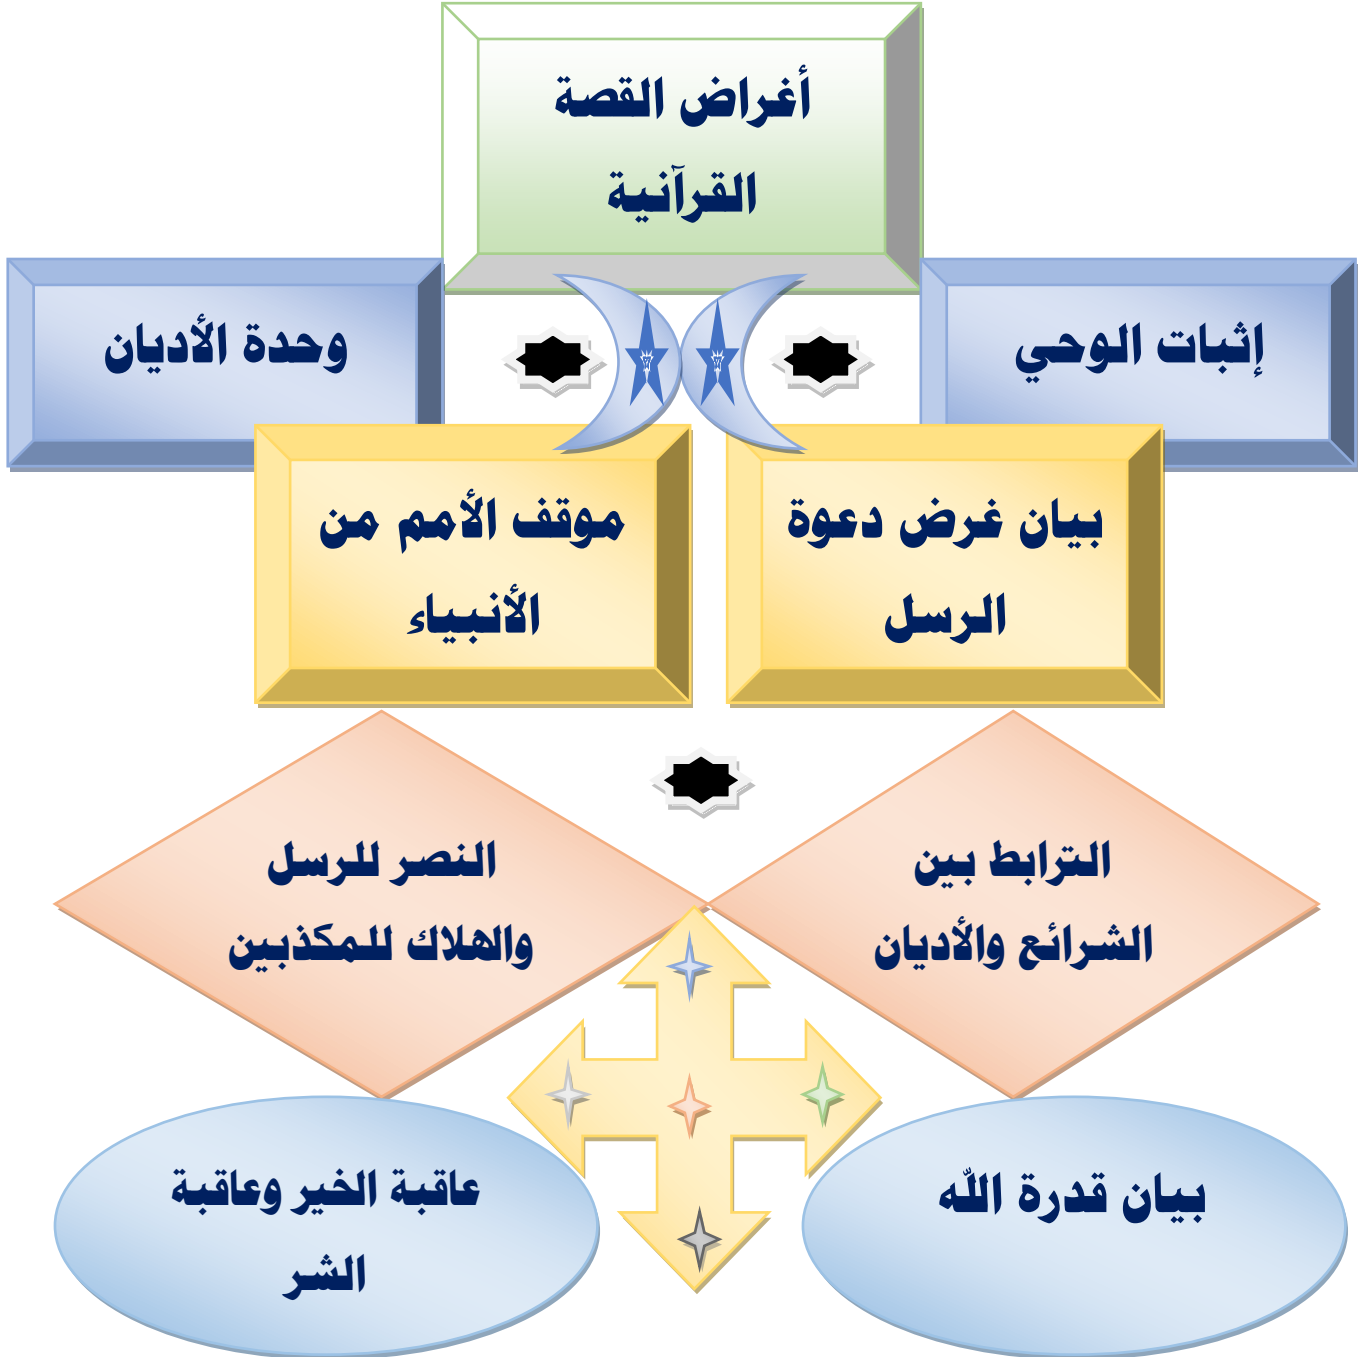 أغراض القصة
القرآنية
إثبات الوحي
وحدة الأديان
بيان غرض دعوة
الرسل
موقف الأمم من
الأنبياء
الترابط بين
الشرائع والأديان
النصر للرسل
والهلاك للمكذبين
بيان قدرة الله
عاقبة الخير وعاقبة
الشر